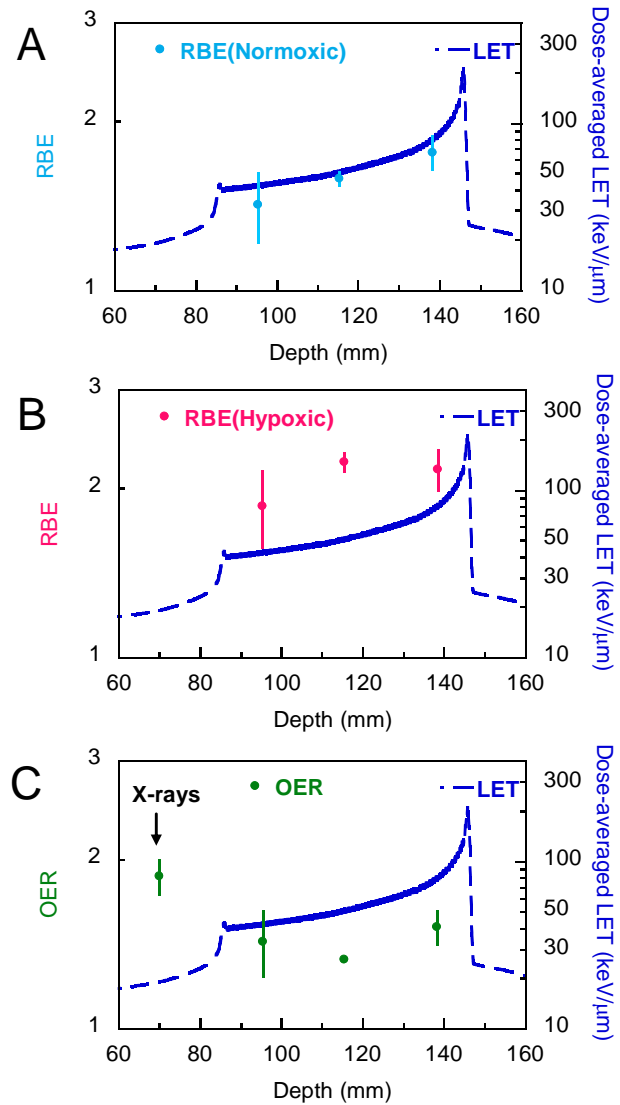 A
3
2
1
RBE
RBE(Normoxic)
LET
300
100
50
30
10
Dose-averaged LET (keV/μm)
60 80 100 120 140 160
Depth (mm)
B
3
2
1
RBE
RBE(Hypoxic)
LET
300
100
50
30
10
Dose-averaged LET (keV/μm)
60 80 100 120 140 160
Depth (mm)
C
3
2
1
OER
X-rays
OER
LET
300
100
50
30
10
Dose-averaged LET (keV/μm)
60 80 100 120 140 160
Depth (mm)